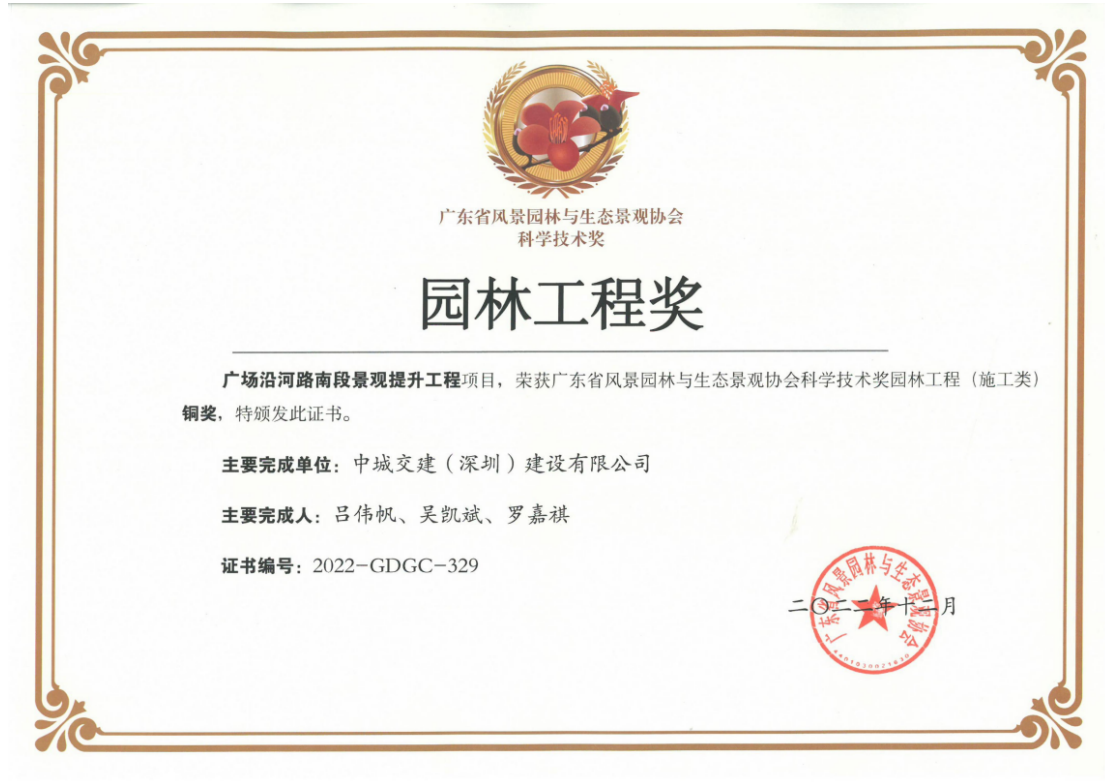 广东省风景园林与生态景观协会
科学技术奖
园林工程奖
广场沿河路南段景观提升工程项目，荣获广东省风景园林与生态景观协会科学技术奖园林工程（施工类）
铜奖，特颁发此证书。
主要完成单位：中城交建（深圳）建设有限公司
主要完成人：吕伟帆、吴凯斌、罗嘉祺
证书编号：2022-GDGC-329
二〇二二年十二月
广东省风景园林与生态景观协会